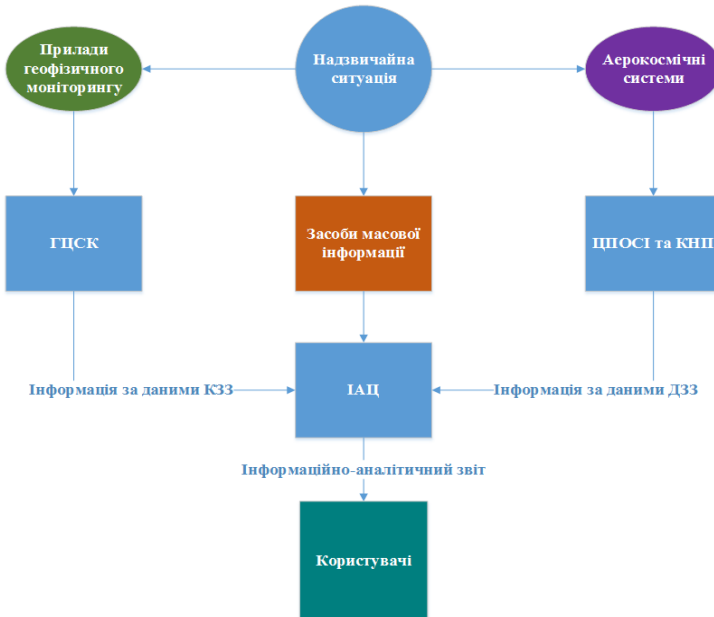 Прилади
геофізичного
моніторингу
Надзвичайна
ситуація
Аерокосмічні
системи
ГЦСК
Засоби масової
інформації
ЦПОСІ та КНП
Інформація за даними КЗЗ
ІАЦ
Інформація за даними ДЗЗ
Інформаційно-аналітичний звіт
Користувачі